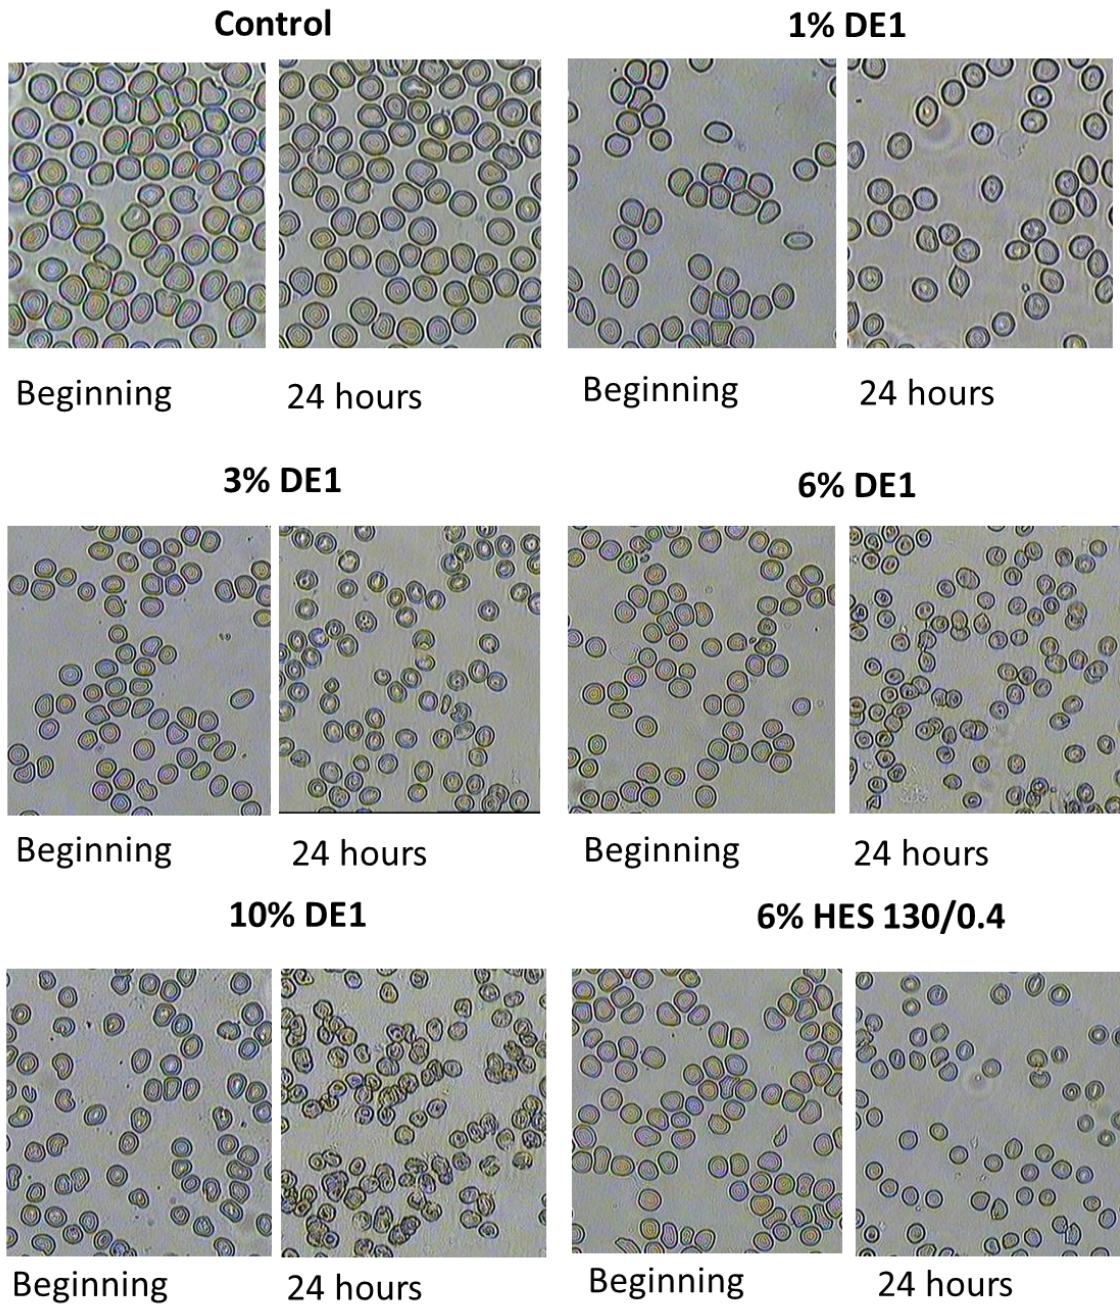 Control
1% DE1
Beginning
24 hours
Beginning
24 hours
3% DE1
6% DE1
Beginning
24 hours
Beginning
24 hours
10% DE1
6% HES 130/0.4
Beginning
24 hours
Beginning
24 hours